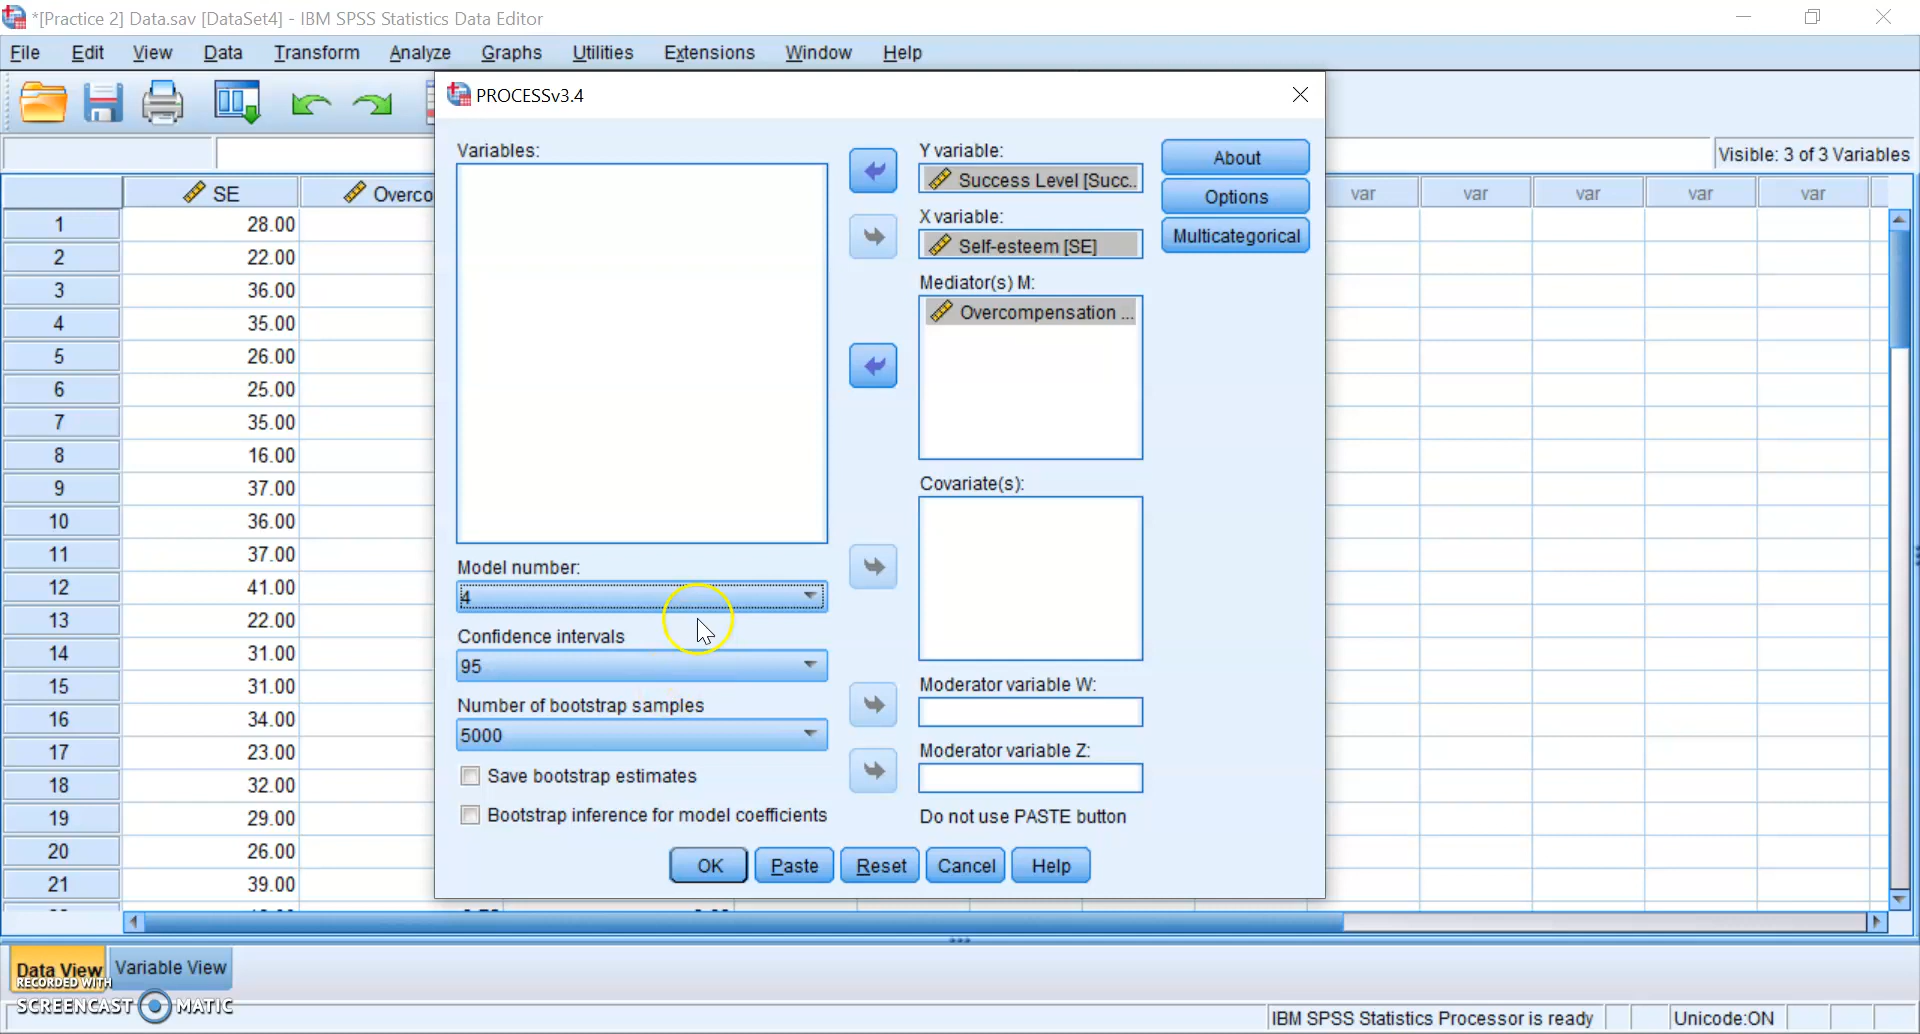 *[Practice 2] Data.sav [DataSet4] - IBM SPSS Statistics Data Editor
File Edit View Data Transform Analyze Graphs Utilities Extensions Window Help
PROCESSv3.4
Visible: 3 of 3 Variables
SE Overco var var var var var
1 28.00
2 22.00
3 36.00
4 35.00
5 26.00
6 25.00
7 35.00
8 16.00
9 37.00
10 36.00
11 37.00
12 41.00
13 22.00
14 31.00
15 31.00
16 34.00
17 23.00
18 32.00
19 29.00
20 26.00
21 39.00
Variables:
Model number:
4
Confidence intervals
95
Number of bootstrap samples
5000
Save bootstrap estimates
Bootstrap inference for model coefficients
Y variable:
Success Level [Succ..
X variable:
Self-esteem [SE]
Mediator(s) M:
Overcompensation ...
Covariate(s):
Moderator variable W:
Moderator variable Z:
Do not use PASTE button
About
Options
Multicategorical
OK Paste Reset Cancel Help
Data View Variable View
RECORDED WITH
SCREENCAST MATIC
IBM SPSS Statistics Processor is ready Unicode:ON